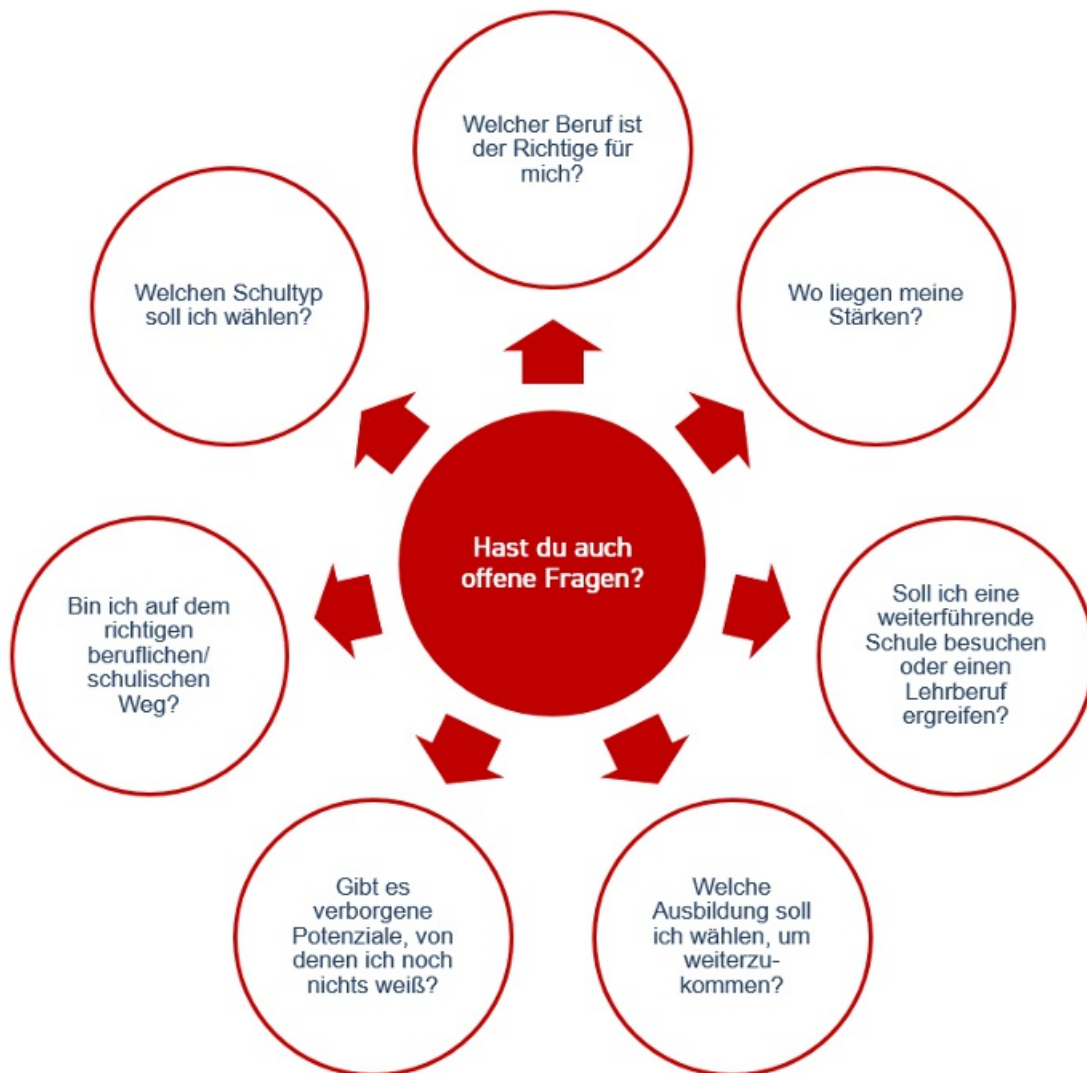 Welcher Beruf ist
der Richtige für
mich?
Wo liegen meine
Stärken?
Soll ich eine
weiterführende
Schule besuchen
oder einen
Lehrberuf
ergreifen?
Welche
Ausbildung soll
ich wählen, um
weiterzu-
kommen?
Gibt es
verborgene
Potenziale, von
denen ich noch
nichts weiß?
Bin ich auf dem
richtigen
beruflichen/
schulischen
Weg?
Welchen Schultyp
soll ich wählen?
Hast du auch
offene Fragen?